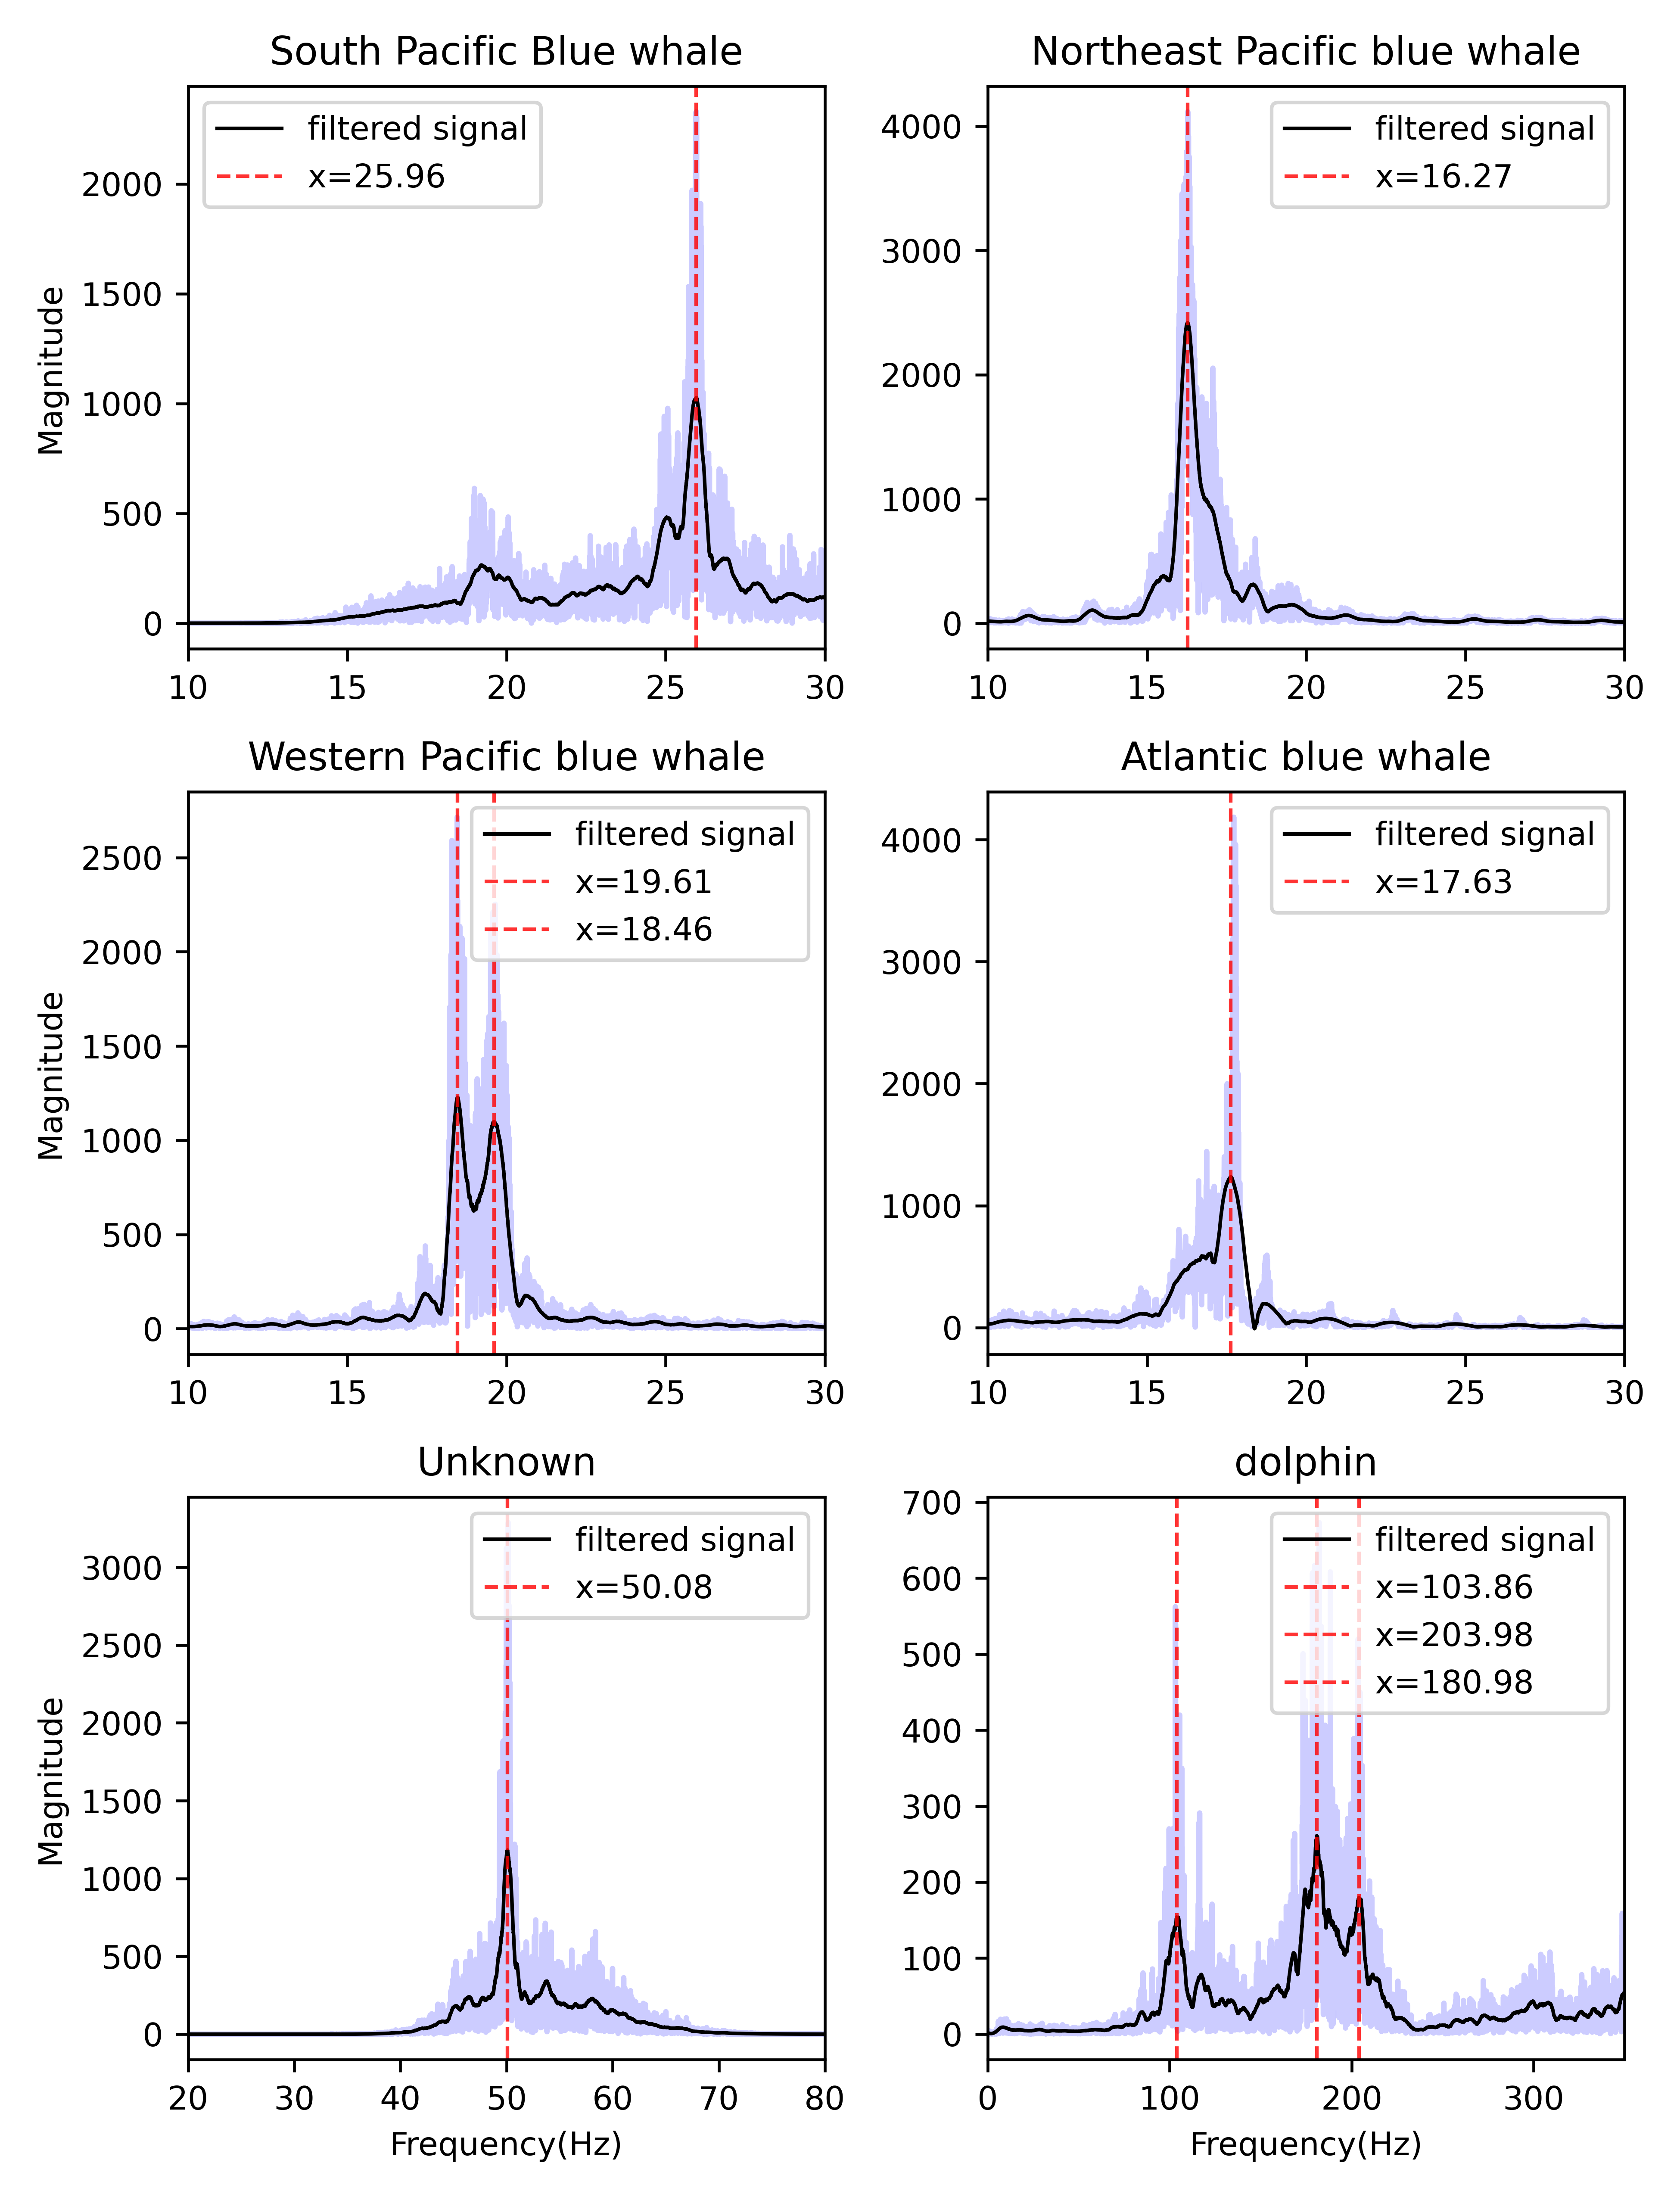 South Pacific Blue whale
filtered signal
x=25.96
Magnitude
2000
1500
1000
500
0
10 15 20 25 30
Northeast Pacific blue whale
filtered signal
x=16.27
4000
3000
2000
1000
0
10 15 20 25 30
Western Pacific blue whale
filtered signal
x=19.61
x=18.46
Magnitude
2500
2000
1500
1000
500
0
10 15 20 25 30
Atlantic blue whale
filtered signal
x=17.63
4000
3000
2000
1000
0
10 15 20 25 30
Unknown
filtered signal
x=50.08
Magnitude
3000
2500
2000
1500
1000
500
0
20 30 40 50 60 70 80
Frequency(Hz)
dolphin
filtered signal
x=103.86
x=203.98
x=180.98
700
600
500
400
300
200
100
0
0 100 200 300
Frequency(Hz)